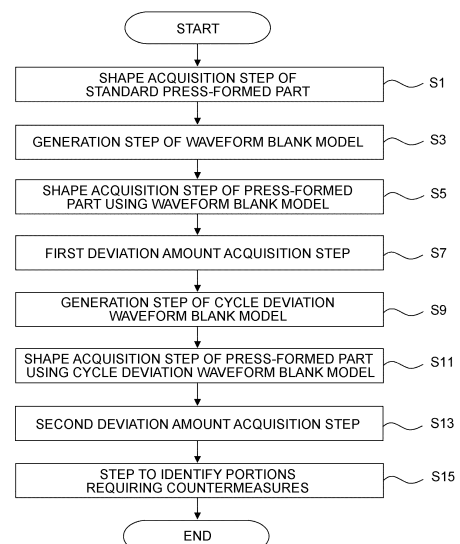 START
SHAPE ACQUISITION STEP OF
STANDARD PRESS-FORMED PART
S1
GENERATION STEP OF WAVEFORM BLANK MODEL
S3
SHAPE ACQUISITION STEP OF PRESS-FORMED
PART USING WAVEFORM BLANK MODEL
S5
FIRST DEVIATION AMOUNT ACQUISITION STEP
S7
GENERATION STEP OF CYCLE DEVIATION
WAVEFORM BLANK MODEL
S9
SHAPE ACQUISITION STEP OF PRESS-FORMED PART
USING CYCLE DEVIATION WAVEFORM BLANK MODEL
S11
SECOND DEVIATION AMOUNT ACQUISITION STEP
S13
STEP TO IDENTIFY PORTIONS
REQUIRING COUNTERMEASURES
S15
END